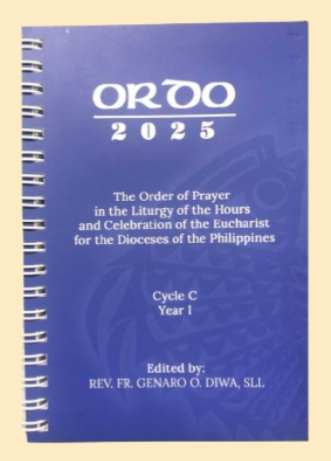 ORDO
2025
The Order of Prayer
in the Liturgy of the Hours
and Celebration of the Eucharist
for the Dioceses of the Philippines
Cycle C
Year I
Edited by:
REV. FR. GENARO O. DIWA, SLL